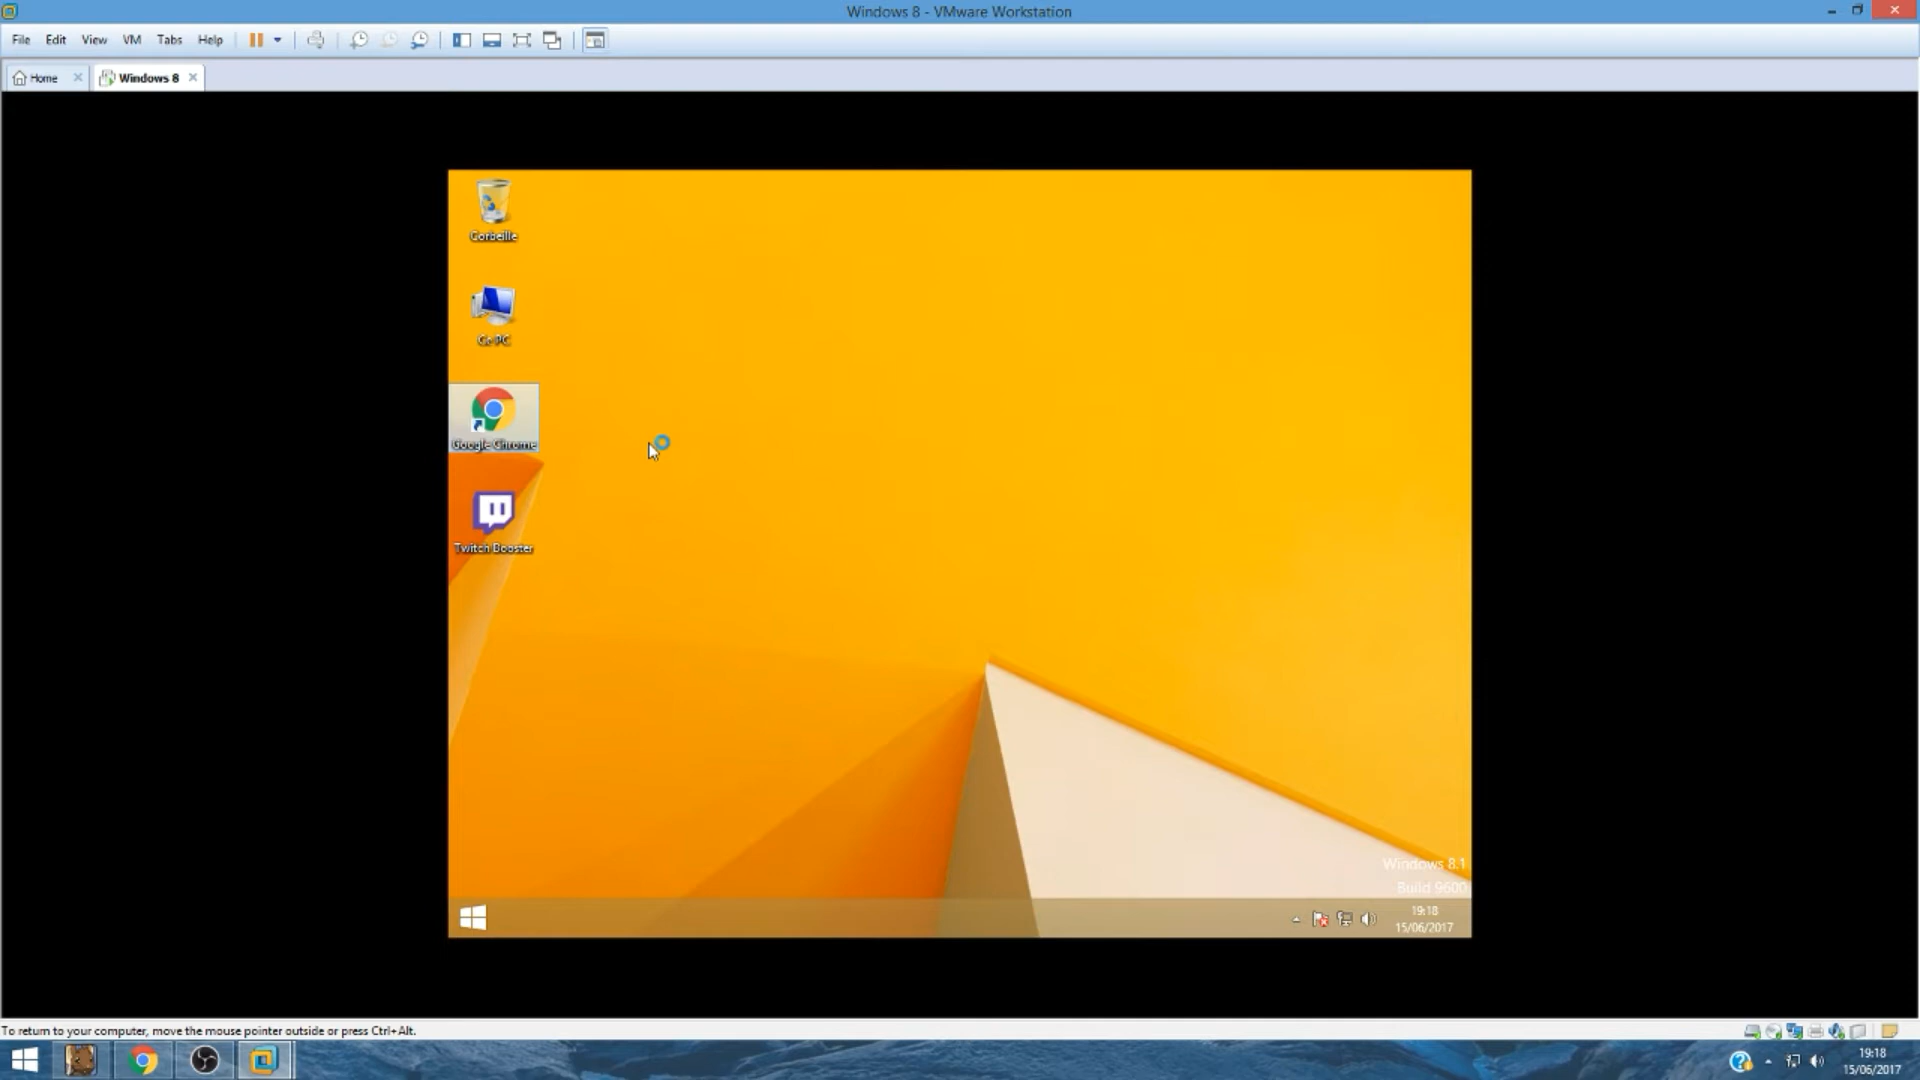 Windows 8 - VMware Workstation
File Edit View VM Tabs Help
Home Windows 8
Corbeille
Ce PC
Google Chrome
Twitch Booster
Windows 8.1
Build 9600
19:18
15/06/2017
To return to your computer, move the mouse pointer outside or press Ctrl+Alt.
19:18
15/06/2017